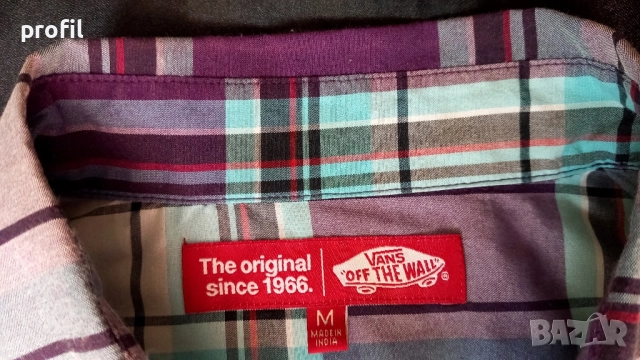 profil
The original
since 1966.
VANS
"OFF THE WALL"
®
M
MADE IN
INDIA
BAZAR